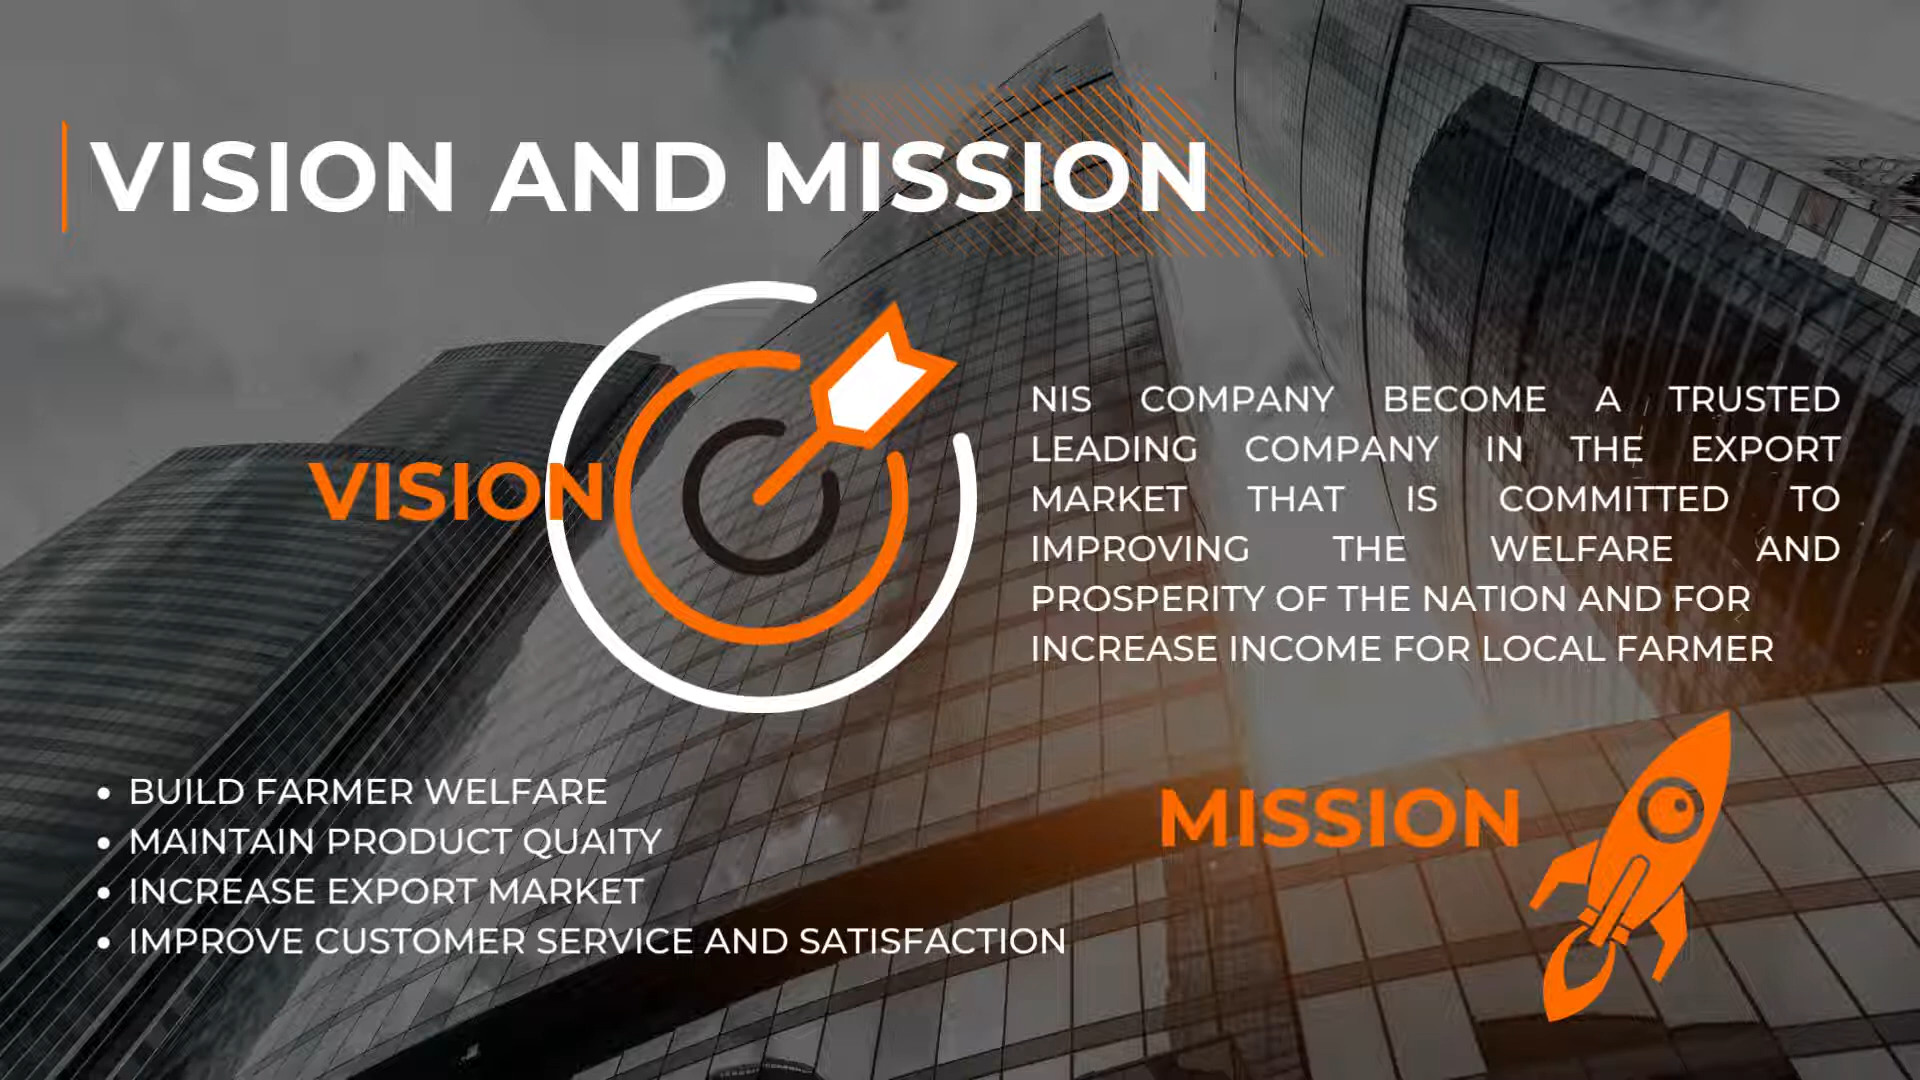 VISION AND MISSION
VISION
NIS COMPANY BECOME A TRUSTED
LEADING COMPANY IN THE EXPORT
MARKET THAT IS COMMITTED TO
IMPROVING THE WELFARE AND
PROSPERITY OF THE NATION AND FOR
INCREASE INCOME FOR LOCAL FARMER
MISSION
• BUILD FARMER WELFARE
• MAINTAIN PRODUCT QUAITY
• INCREASE EXPORT MARKET
• IMPROVE CUSTOMER SERVICE AND SATISFACTION